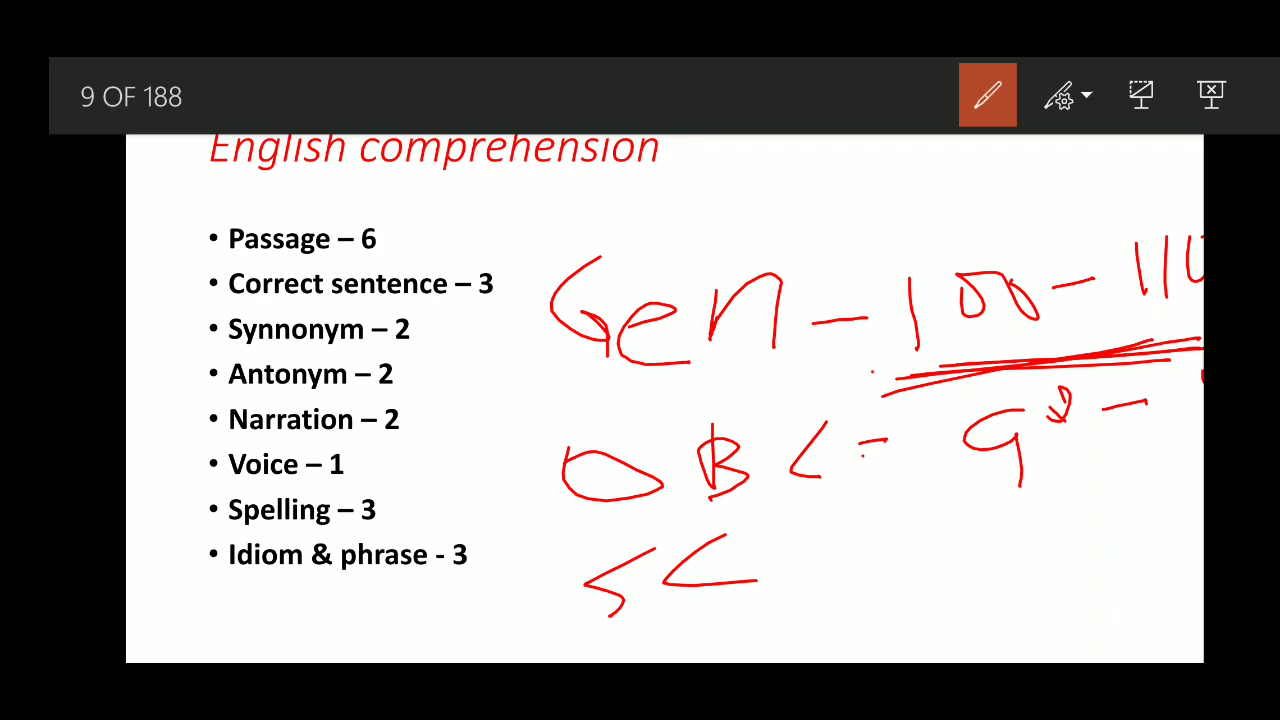 9 OF 188
English comprehension
• Passage – 6
• Correct sentence – 3
• Synnonym – 2
• Antonym – 2
• Narration – 2
• Voice – 1
• Spelling – 3
• Idiom & phrase - 3
Gen – 100 – 110
OBC =
SC